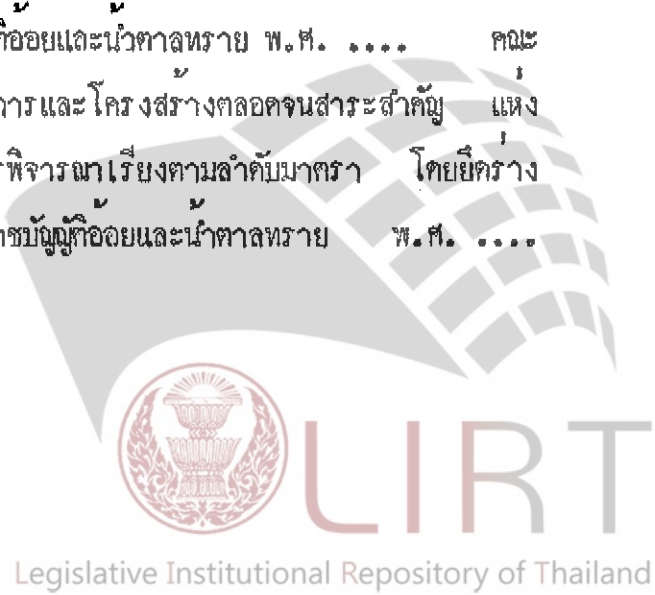 ติอ้อยและน้ำตาลทราย พ.ศ. .... คณะ
การและโครงสร้างตลอดจนสาระสำคัญ แห่ง
รพิจารณาเรียงตามลำดับมาตรา โดยยึดร่าง
าชบัญญัติอ้อยและน้ำตาลทราย พ.ศ. ....
LIRT
Legislative Institutional Repository of Thailand